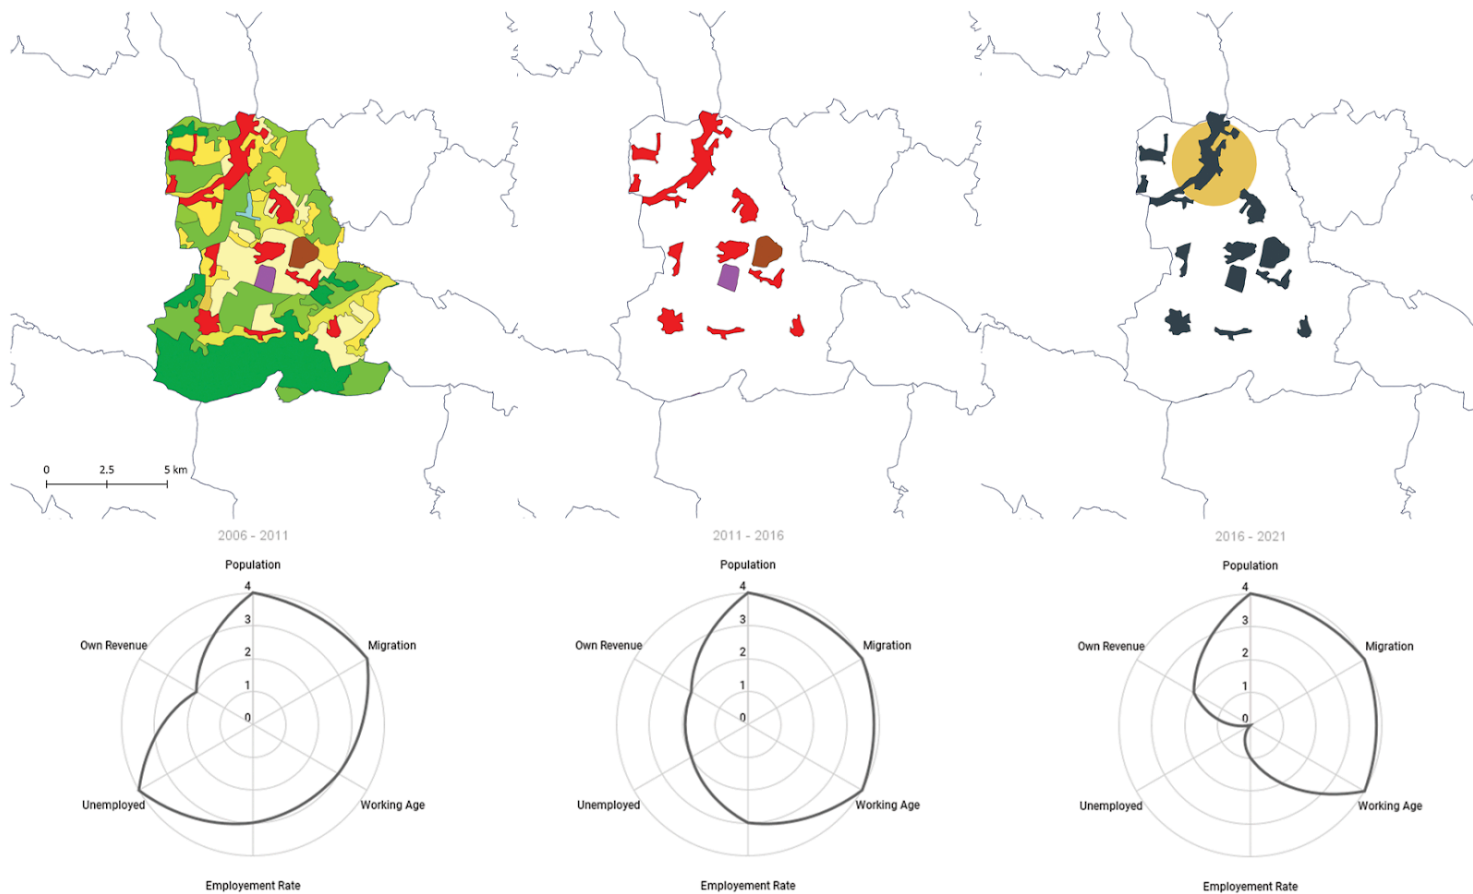 0 2.5 5 km
2006 - 2011 2011 - 2016 2016 - 2021
Population Population Population
4 4 4
3 3 3
Own Revenue Migration Own Revenue Migration Own Revenue Migration
2 2 2
1 1 1
0 0 0
Unemployed Working Age Unemployed Working Age Unemployed Working Age
Employement Rate Employement Rate Employement Rate